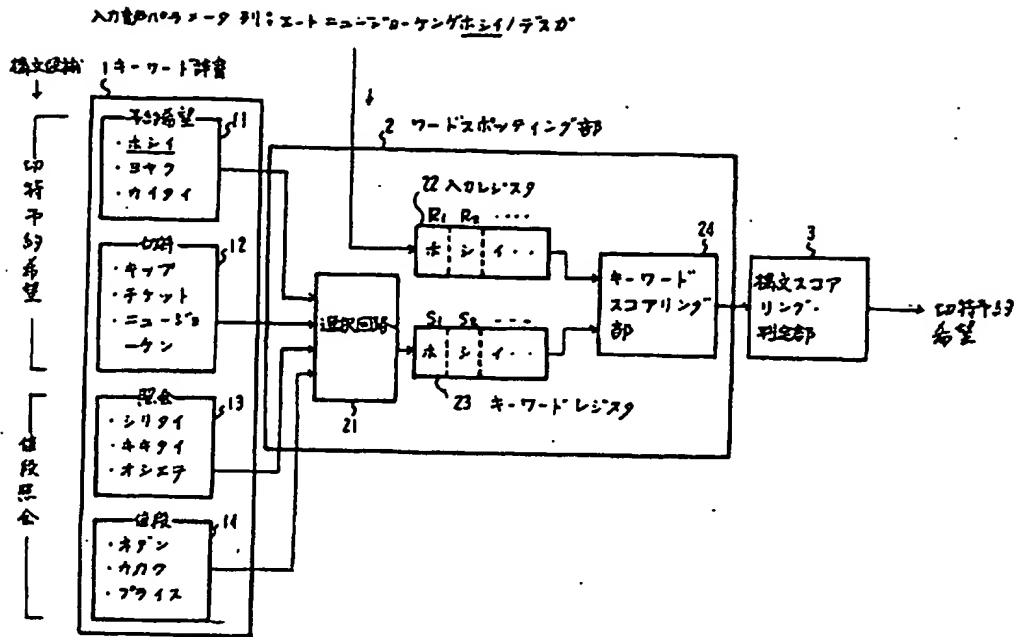 入力部パラメータ列：エート ニュージョーケンゲホシイノデスガ
構文候補
1 キーワード辞書
2 ワードスポッティング部
予約希望 11
・ホシイ
・ヨヤク
・カイタイ
切符 12
・キップ
・チケット
・ニュージョ
ーケン
照会 13
・シリタイ
・キキタイ
・オシエテ
値段 14
・ネダン
・カカク
・プライス
切符予約希望
値段照会
選択回路
21
22 入力レジスタ
R1 R2 ・・・・
ホ シ イ・・
S1 S2 ・・・
ホ シ イ・・
23 キーワードレジスタ
24
キーワード
スコアリング
部
3
構文スコア
リング・
判定部
切符予約
希望